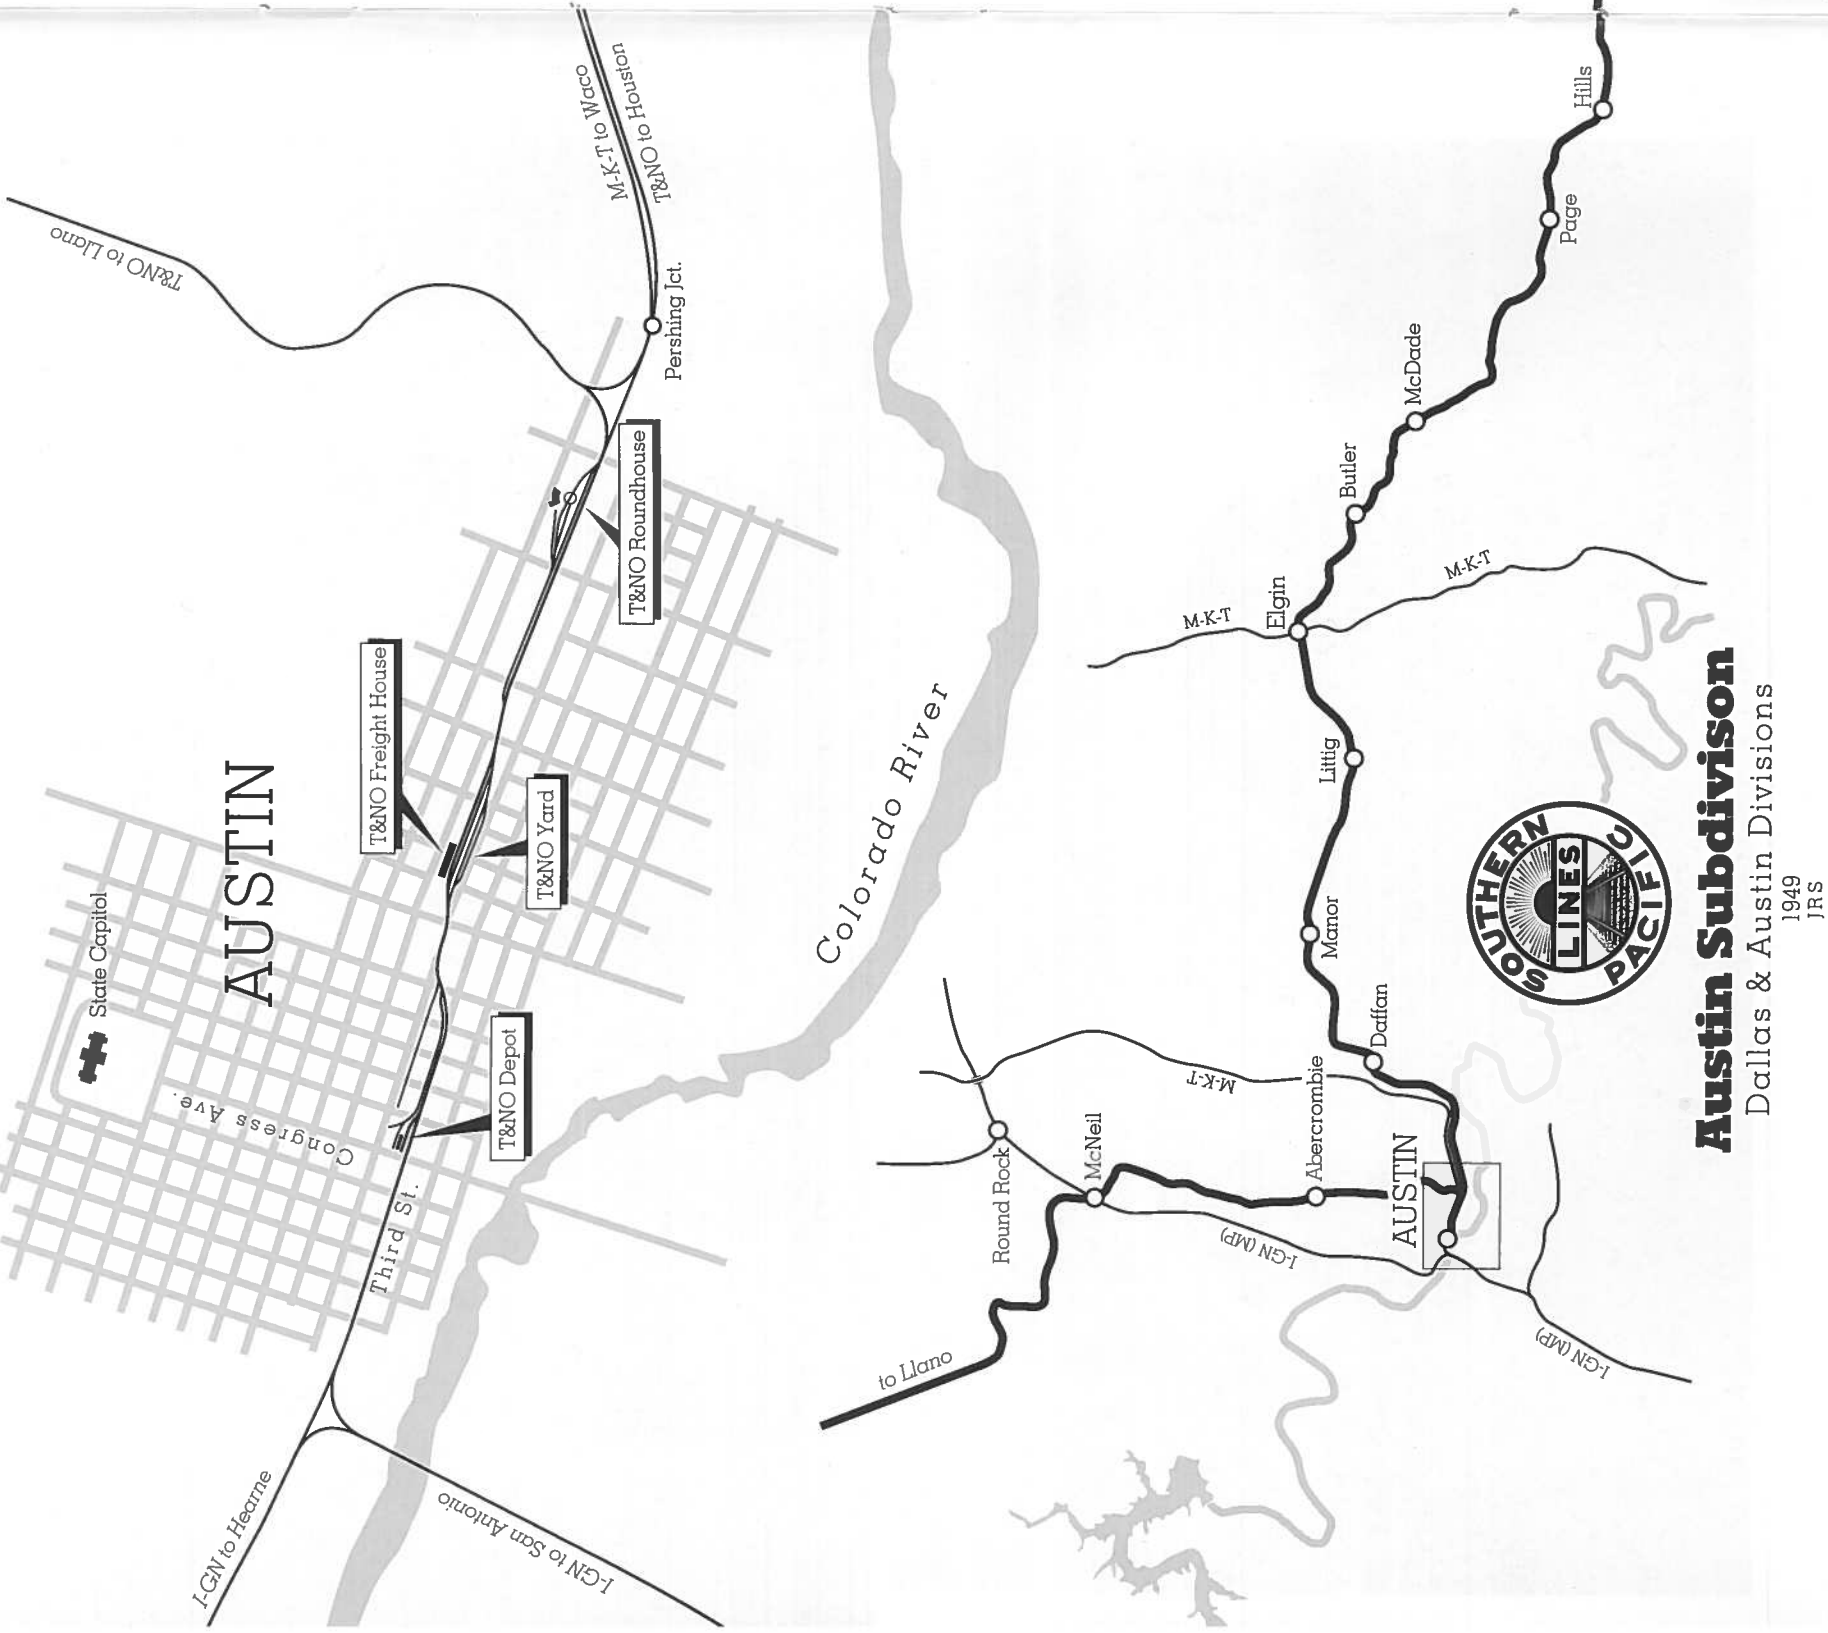 T&NO to Llano
M-K-T to Waco
T&NO to Houston
Pershing Jct.
T&NO Roundhouse
T&NO Freight House
T&NO Yard
AUSTIN
State Capitol
T&NO Depot
Congress Ave.
Third St.
I-GN to Hearne
I-GN to San Antonio
Colorado River
Hills
Page
McDade
Butler
Elgin
M-K-T
M-K-T
Littig
Manor
Daffan
M-K-T
Abercrombie
AUSTIN
McNeil
Round Rock
I-GN (MP)
I-GN (MP)
to Llano
SOUTHERN
LINES
PACIFIC
Austin Subdivison
Dallas & Austin Divisions
1949
JRS